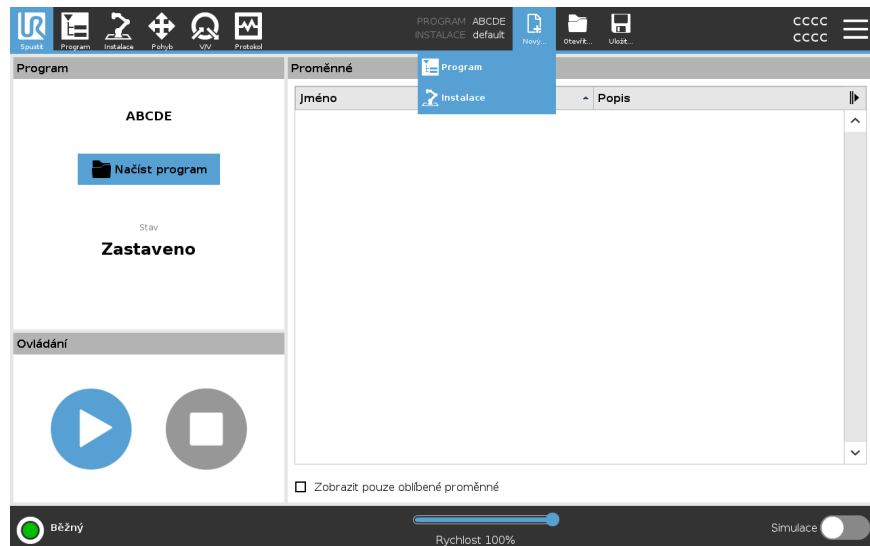 Spustit Program Instalace Pohyb V/V Protokol
PROGRAM ABCDE
INSTALACE default
Nový... Otevřít... Uložit...
CCCC
CCCC
Program
ABCDE
Načíst program
Stav
Zastaveno
Ovládání
Proměnné
Program
Instalace
Jméno
Popis
Zobrazit pouze oblíbené proměnné
Běžný
Rychlost 100%
Simulace